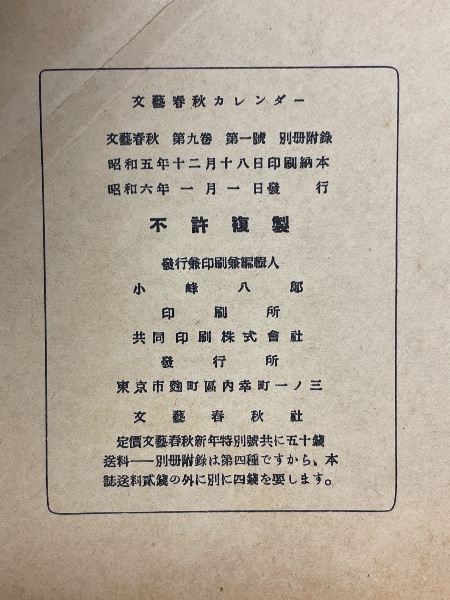 文藝春秋カレンダー
文藝春秋 第九卷 第一號 別册附錄
昭和五年十二月十八日印刷納本
昭和六年一月一日發行
不許複製
發行兼印刷兼編輯人
小峰八郎
印刷所
共同印刷株式會社
發行所
東京市麴町區內幸町一ノ三
文藝春秋社
定價文藝春秋新年特別號共に五十錢
送料――別册附錄は第四種ですから、本
誌送料貳錢の外に別に四錢を要します。